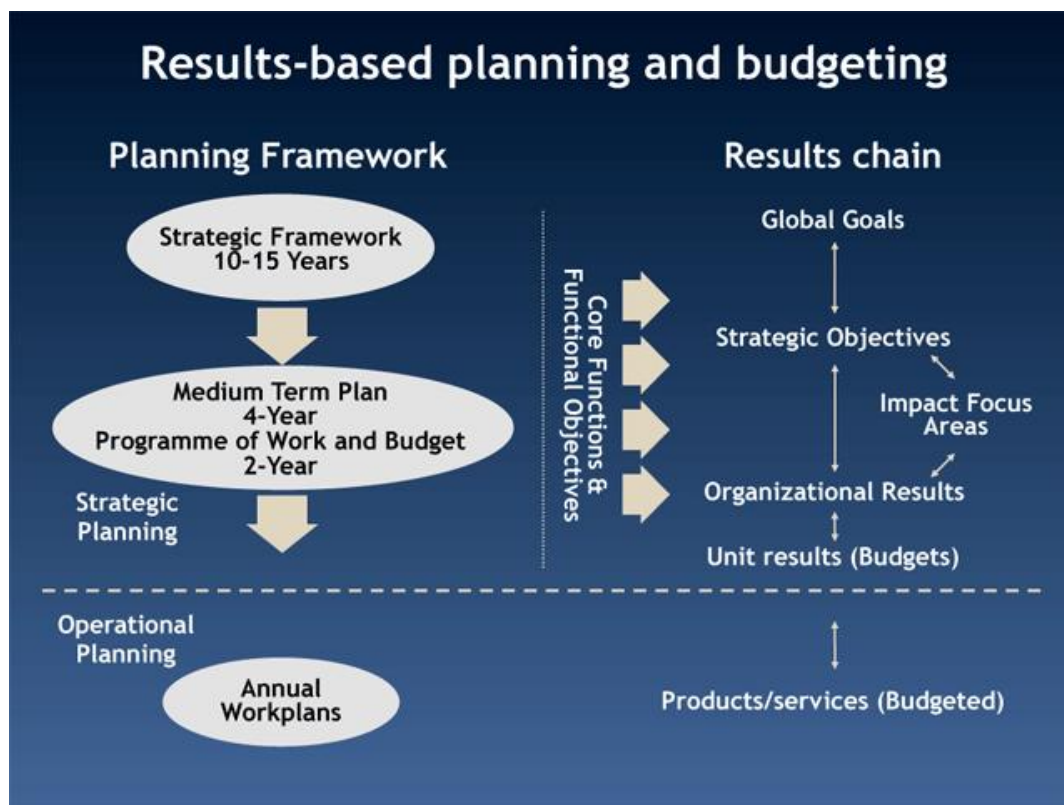 Results-based planning and budgeting
Planning Framework
Strategic Framework
10-15 Years
Medium Term Plan
4-Year
Programme of Work and Budget
2-Year
Strategic
Planning
Core Functions &
Functional Objectives
Results chain
Global Goals
Strategic Objectives
Impact Focus
Areas
Organizational Results
Unit results (Budgets)
Operational
Planning
Annual
Workplans
Products/services (Budgeted)